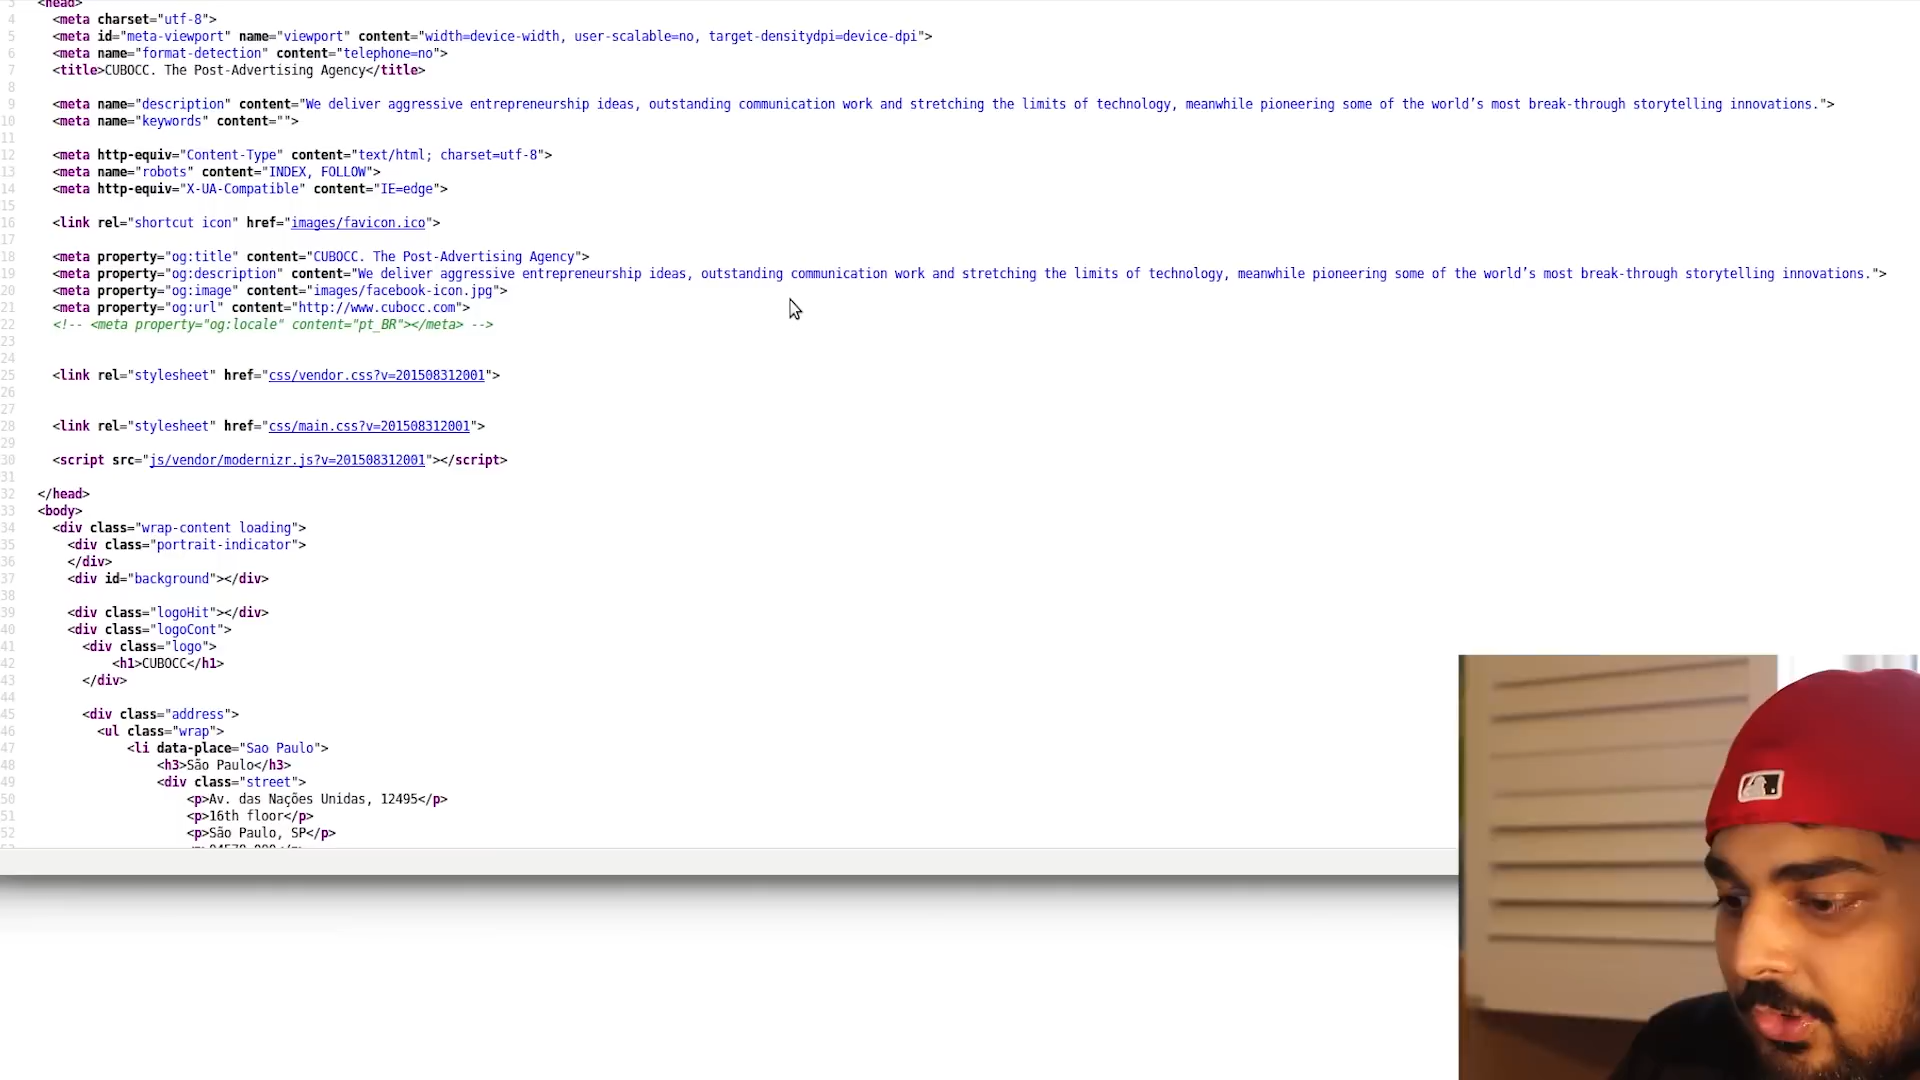 3 <head>
4 <meta charset="utf-8">
5 <meta id="meta-viewport" name="viewport" content="width=device-width, user-scalable=no, target-densitydpi=device-dpi">
6 <meta name="format-detection" content="telephone=no">
7 <title>CUBOCC. The Post-Advertising Agency</title>
8
9 <meta name="description" content="We deliver aggressive entrepreneurship ideas, outstanding communication work and stretching the limits of technology, meanwhile pioneering some of the world’s most break-through storytelling innovations.">
10 <meta name="keywords" content="">
11
12 <meta http-equiv="Content-Type" content="text/html; charset=utf-8">
13 <meta name="robots" content="INDEX, FOLLOW">
14 <meta http-equiv="X-UA-Compatible" content="IE=edge">
15
16 <link rel="shortcut icon" href="images/favicon.ico">
17
18 <meta property="og:title" content="CUBOCC. The Post-Advertising Agency">
19 <meta property="og:description" content="We deliver aggressive entrepreneurship ideas, outstanding communication work and stretching the limits of technology, meanwhile pioneering some of the world’s most break-through storytelling innovations.">
20 <meta property="og:image" content="images/facebook-icon.jpg">
21 <meta property="og:url" content="http://www.cubocc.com">
22 <!-- <meta property="og:locale" content="pt_BR"></meta> -->
23
24
25 <link rel="stylesheet" href="css/vendor.css?v=201508312001">
26
27
28 <link rel="stylesheet" href="css/main.css?v=201508312001">
29
30 <script src="js/vendor/modernizr.js?v=201508312001"></script>
31
32 </head>
33 <body>
34 <div class="wrap-content loading">
35 <div class="portrait-indicator">
36 </div>
37 <div id="background"></div>
38
39 <div class="logoHit"></div>
40 <div class="logoCont">
41 <div class="logo">
42 <h1>CUBOCC</h1>
43 </div>
44
45 <div class="address">
46 <ul class="wrap">
47 <li data-place="Sao Paulo">
48 <h3>São Paulo</h3>
49 <div class="street">
50 <p>Av. das Nações Unidas, 12495</p>
51 <p>16th floor</p>
52 <p>São Paulo, SP</p>